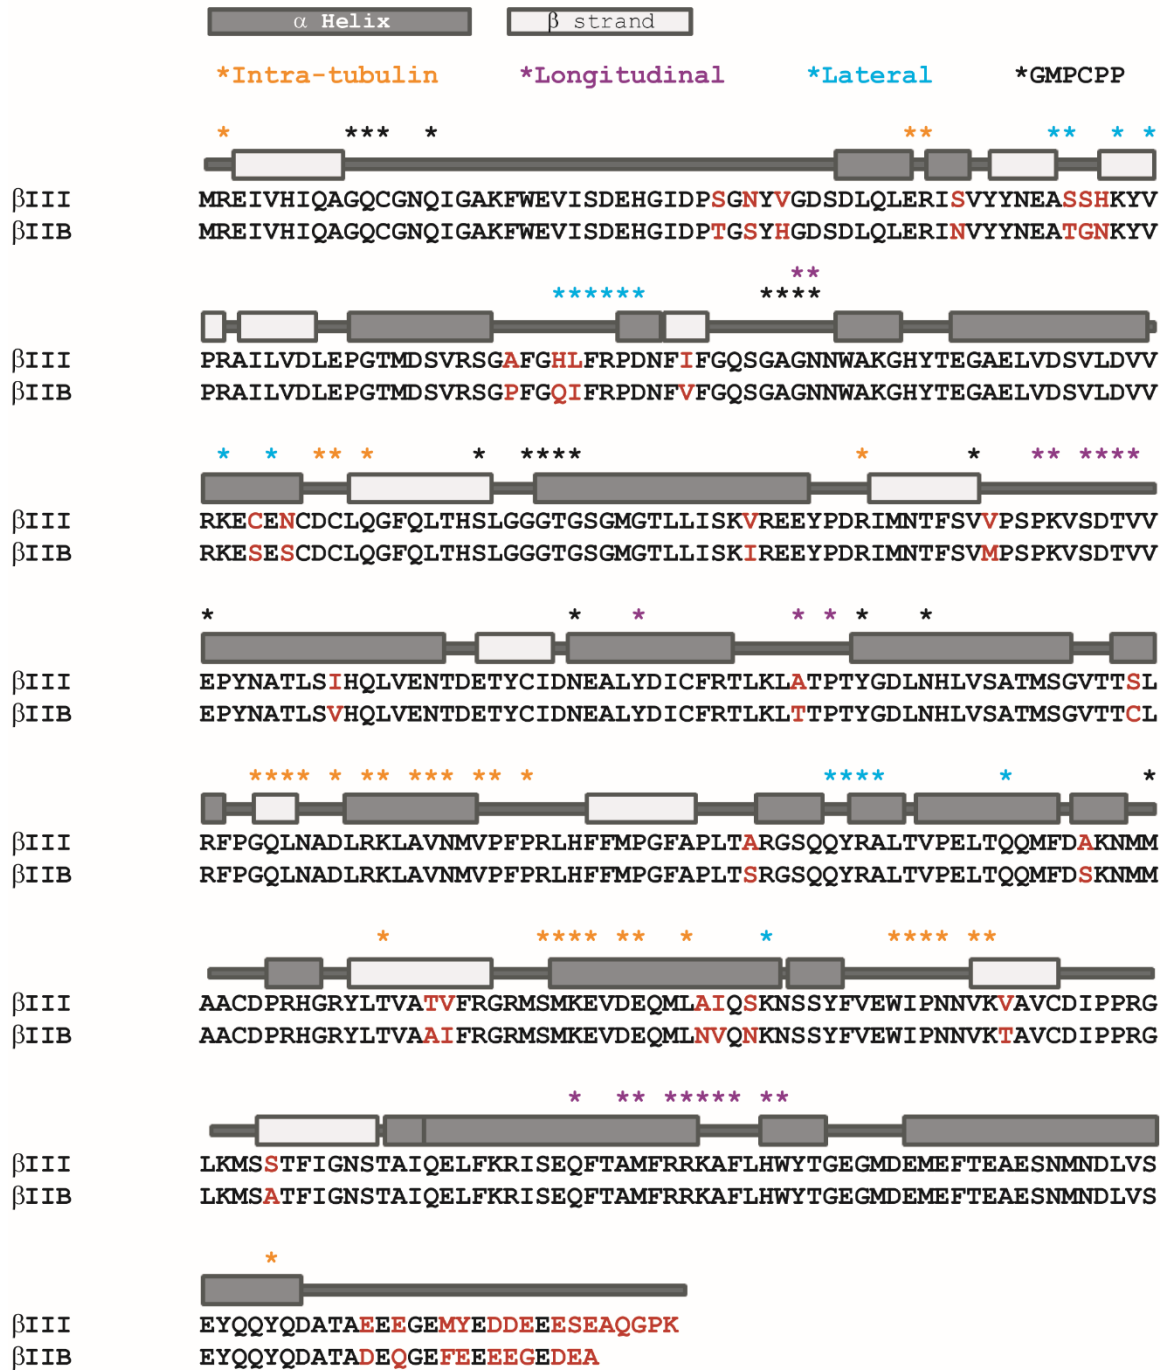 α Helix β strand
*Intra-tubulin *Longitudinal *Lateral *GMPCPP
* *** * ** ** * *
βIII MREIVHIQAGQCGNQIGAKFWEVISDEHGIDPSGNYVGDSDLQLERISVYYNEASSHKYV
βIIB MREIVHIQAGQCGNQIGAKFWEVISDEHGIDPTGSYHGDSDLQLERINVYYNEATGNKYV
**
****** ****
βIII PRAILVDLEPGTMDSVRSGAFGHLFRPDNFIFGQSGAGNNWAKGHYTEGAELVDSVLDVV
βIIB PRAILVDLEPGTMDSVRSGPFGQIFRPDNFVFGQSGAGNNWAKGHYTEGAELVDSVLDVV
* * ** * * **** * * ** ****
βIII RKECENCDCLQGFQLTHSLGGGTGSGMGTLLISKVREEYPDRIMNTFSVVPSPKVSDTVV
βIIB RKESESCDCLQGFQLTHSLGGGTGSGMGTLLISKIREEYPDRIMNTFSVMPSPKVSDTVV
* * * * * * *
βIII EPYNATLSIHQLVENTDETYCIDNEALYDICFRTLKLATPTYGDLNHLVSATMSGVTTSL
βIIB EPYNATLSVHQLVENTDETYCIDNEALYDICFRTLKLTTPTYGDLNHLVSATMSGVTTCL
**** * ** *** ** * **** * *
βIII RFPGQLNADLRKLAVNMVPFPRLHFFMPGFAPLTARGSQQYRALTVPELTQQMFDAKNMM
βIIB RFPGQLNADLRKLAVNMVPFPRLHFFMPGFAPLTSRGSQQYRALTVPELTQQMFDSKNMM
* **** ** * * **** **
βIII AACDPRHGRYLTVATVFRGRMSMKEVDEQMLAIQSKNSSYFVEWIPNNVKVAVCDIPPRG
βIIB AACDPRHGRYLTVAAIFRGRMSMKEVDEQMLNVQNKNSSYFVEWIPNNVKTAVCDIPPRG
* ** ***** **
βIII LKMSSTFIGNSTAIQELFKRISEQFTAMFRRKAFLHWYTGEGMDEMEFTEAESNMNDLVS
βIIB LKMSATFIGNSTAIQELFKRISEQFTAMFRRKAFLHWYTGEGMDEMEFTEAESNMNDLVS
*
βIII EYQQYQDATAEEEGEMYEDDEEESEAQGPK
βIIB EYQQYQDATADEQGEFEEEEGEDEA